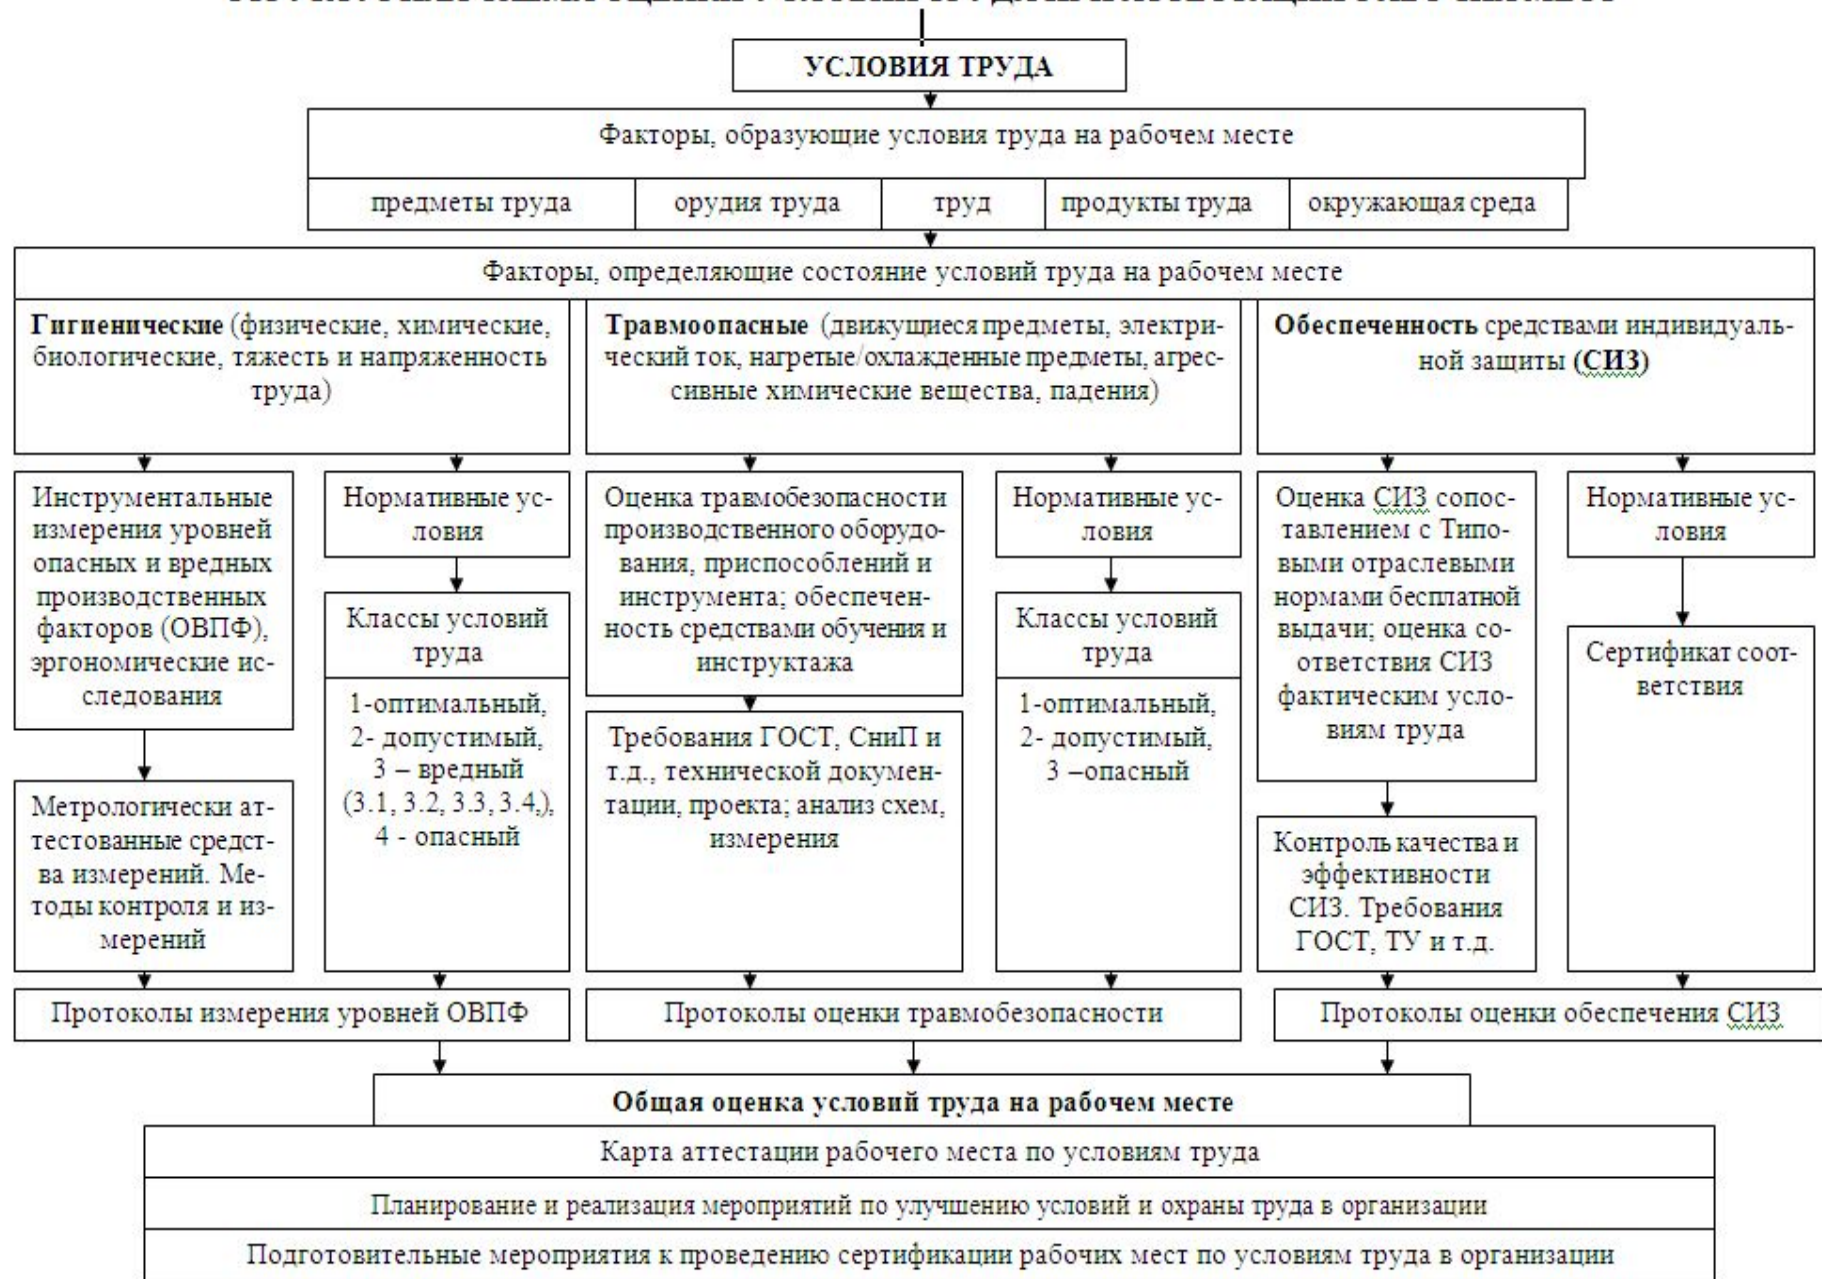 УСЛОВИЯ ТРУДА
Факторы, образующие условия труда на рабочем месте
предметы труда
орудия труда
труд
продукты труда
окружающая среда
Факторы, определяющие состояние условий труда на рабочем месте
Гигиенические (физические, химические,
биологические, тяжесть и напряженность
труда)
Травмоопасные (движущиеся предметы, электри-
ческий ток, нагретые/охлажденные предметы, агрес-
сивные химические вещества, падения)
Обеспеченность средствами индивидуаль-
ной защиты (СИЗ)
Инструментальные
измерения уровней
опасных и вредных
производственных
факторов (ОВПФ),
эргономические ис-
следования
Метрологически ат-
тестованные средст-
ва измерений. Ме-
тоды контроля и из-
мерений
Нормативные ус-
ловия
Классы условий
труда
1-оптимальный,
2- допустимый,
3 – вредный
(3.1, 3.2, 3.3, 3.4,),
4 - опасный
Оценка травмобезопасности
производственного оборудо-
вания, приспособлений и
инструмента; обеспечен-
ность средствами обучения и
инструктажа
Требования ГОСТ, СниП и
т.д., технической докумен-
тации, проекта; анализ схем,
измерения
Нормативные ус-
ловия
Классы условий
труда
1-оптимальный,
2- допустимый,
3 –опасный
Оценка СИЗ сопос-
тавлением с Типо-
выми отраслевыми
нормами бесплатной
выдачи; оценка со-
ответствия СИЗ
фактическим усло-
виям труда
Контроль качества и
эффективности
СИЗ. Требования
ГОСТ, ТУ и т.д.
Нормативные ус-
ловия
Сертификат соот-
ветствия
Протоколы измерения уровней ОВПФ
Протоколы оценки травмобезопасности
Протоколы оценки обеспечения СИЗ
Общая оценка условий труда на рабочем месте
Карта аттестации рабочего места по условиям труда
Планирование и реализация мероприятий по улучшению условий и охраны труда в организации
Подготовительные мероприятия к проведению сертификации рабочих мест по условиям труда в организации